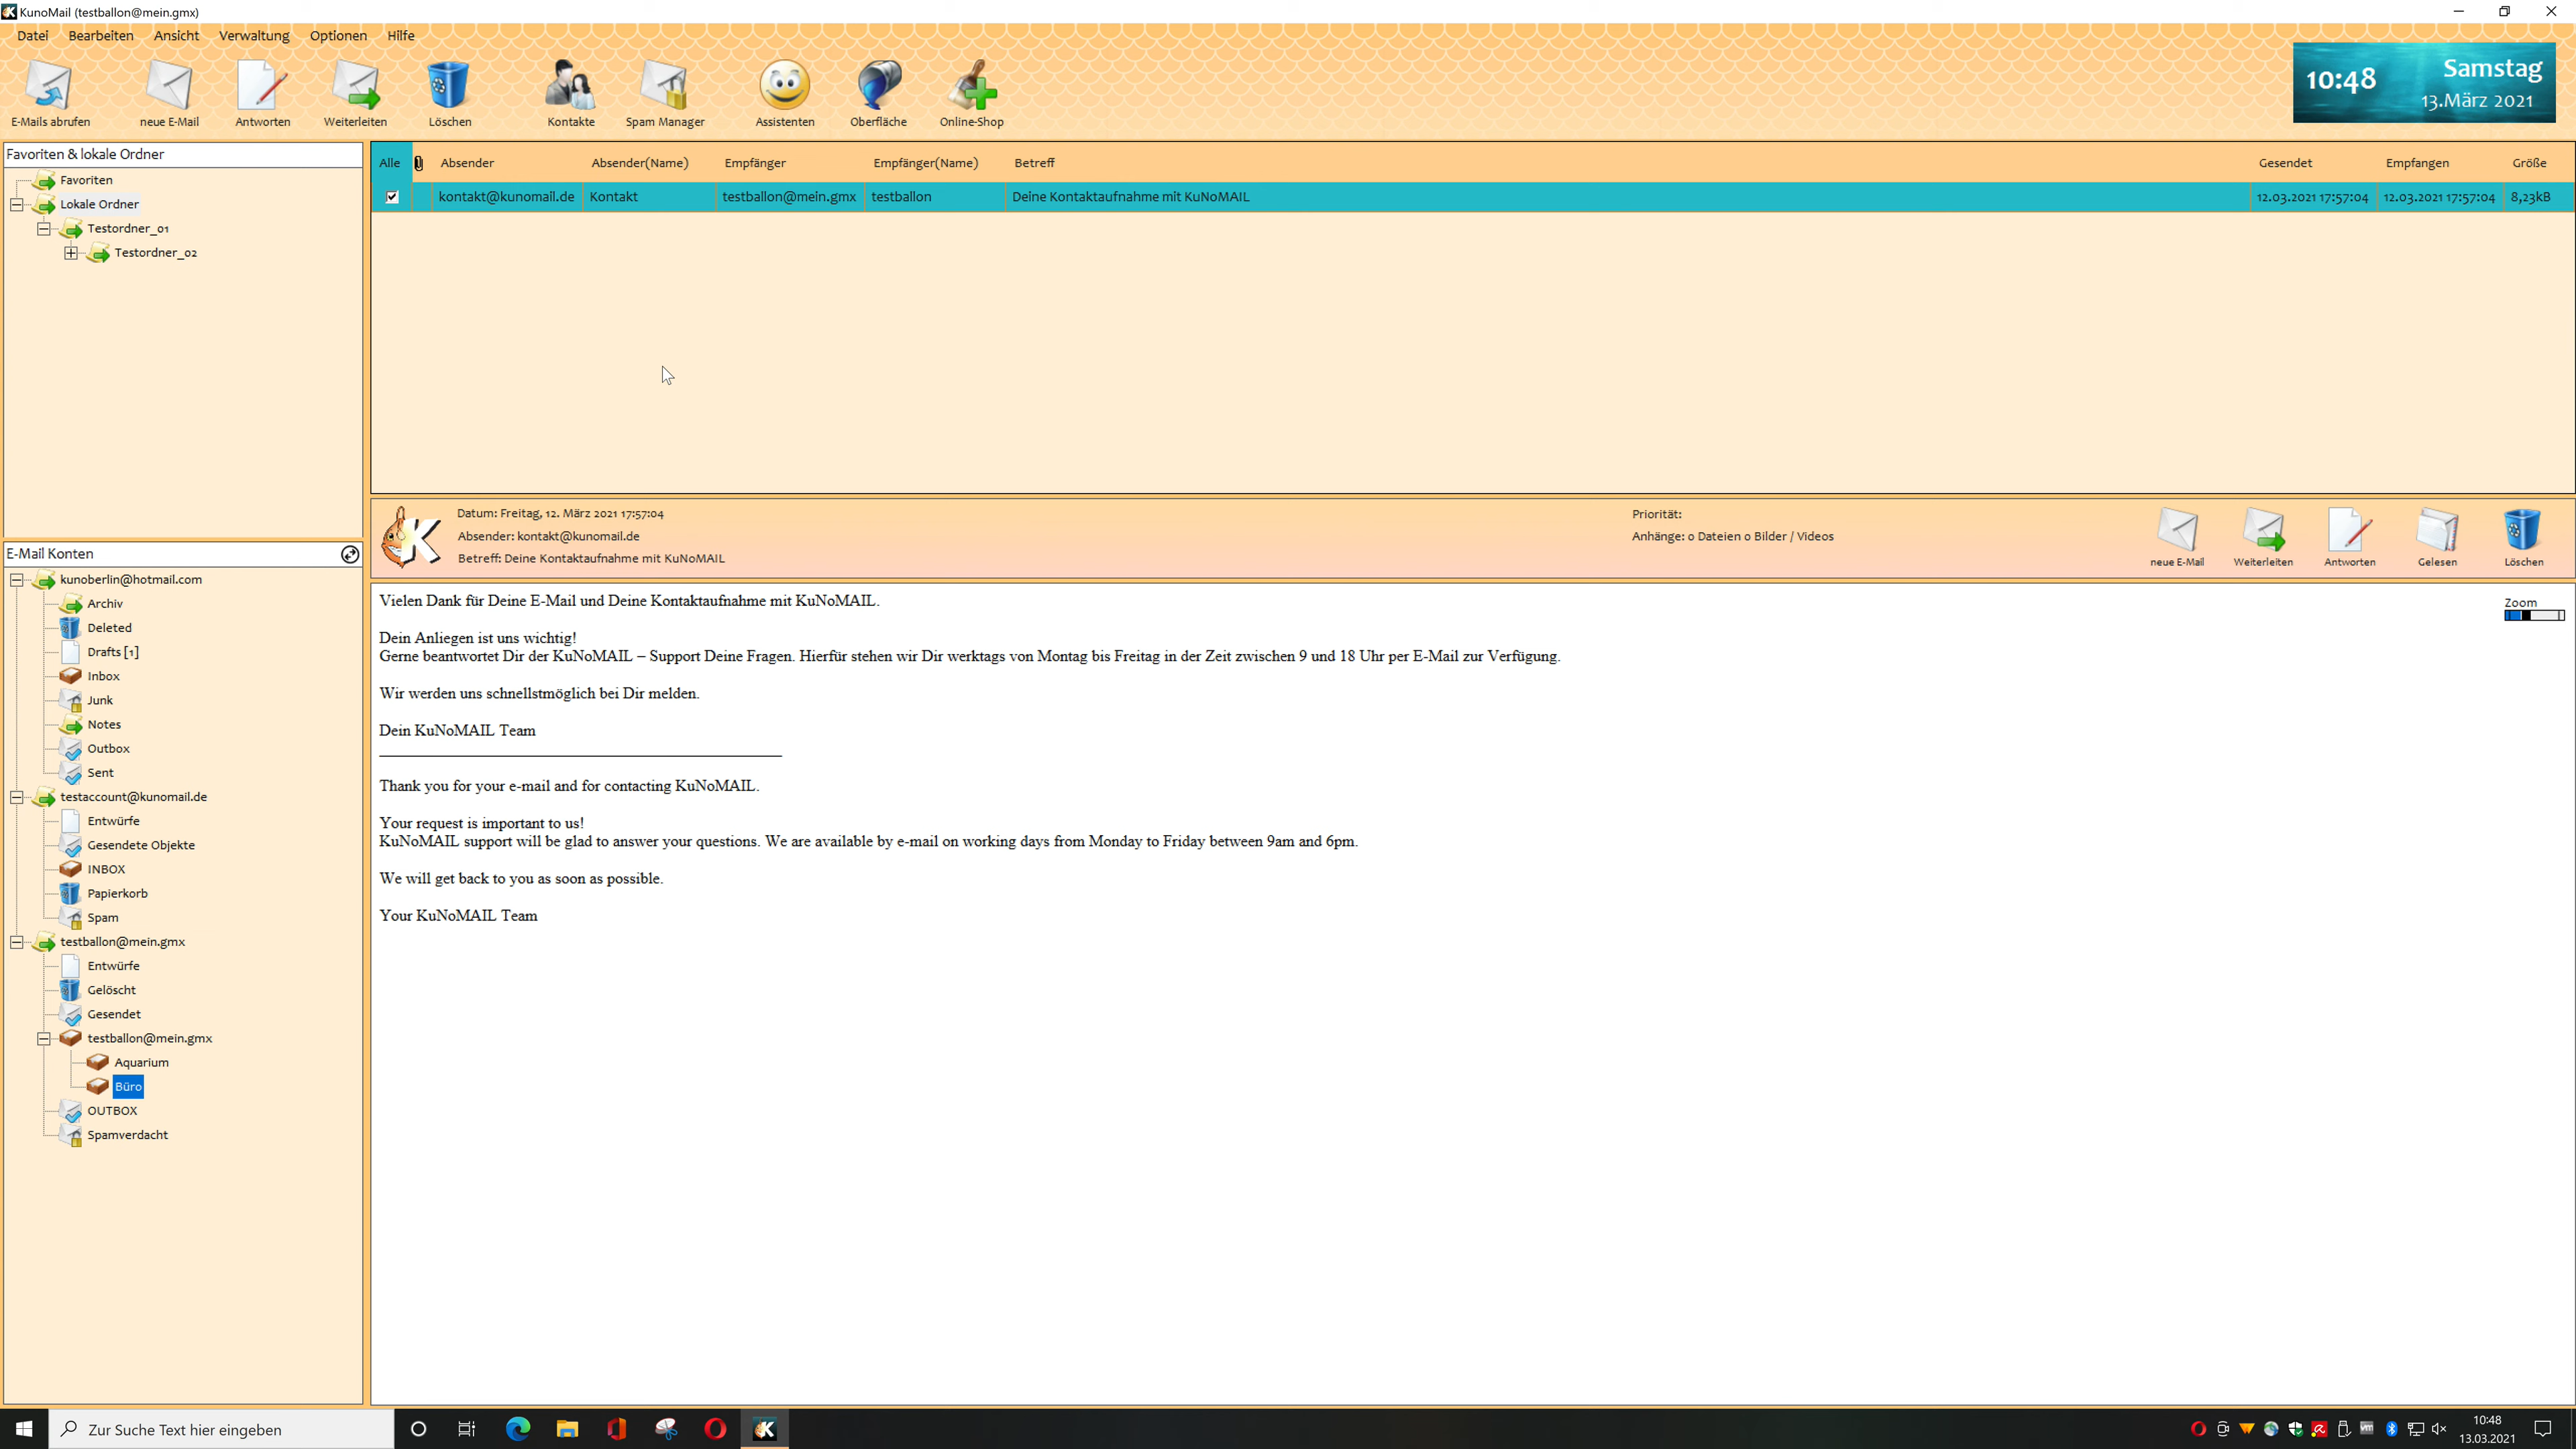 KunoMail (testballon@mein.gmx)
Datei Bearbeiten Ansicht Verwaltung Optionen Hilfe
E-Mails abrufen neue E-Mail Antworten Weiterleiten Löschen Kontakte Spam Manager Assistenten Oberfläche Online-Shop
10:48 Samstag
13.März 2021
Favoriten & lokale Ordner
Favoriten
Lokale Ordner
Testordner_01
Testordner_02
Alle Absender Absender(Name) Empfänger Empfänger(Name) Betreff Gesendet Empfangen Größe
kontakt@kunomail.de Kontakt testballon@mein.gmx testballon Deine Kontaktaufnahme mit KuNoMAIL 12.03.2021 17:57:04 12.03.2021 17:57:04 8,23kB
E-Mail Konten
kunoberlin@hotmail.com
Archiv
Deleted
Drafts [1]
Inbox
Junk
Notes
Outbox
Sent
testaccount@kunomail.de
Entwürfe
Gesendete Objekte
INBOX
Papierkorb
Spam
testballon@mein.gmx
Entwürfe
Gelöscht
Gesendet
testballon@mein.gmx
Aquarium
Büro
OUTBOX
Spamverdacht
K
Datum: Freitag, 12. März 2021 17:57:04
Absender: kontakt@kunomail.de
Betreff: Deine Kontaktaufnahme mit KuNoMAIL
Priorität:
Anhänge: 0 Dateien 0 Bilder / Videos
neue E-Mail Weiterleiten Antworten Gelesen Löschen
Zoom
Vielen Dank für Deine E-Mail und Deine Kontaktaufnahme mit KuNoMAIL.
Dein Anliegen ist uns wichtig!
Gerne beantwortet Dir der KuNoMAIL – Support Deine Fragen. Hierfür stehen wir Dir werktags von Montag bis Freitag in der Zeit zwischen 9 und 18 Uhr per E-Mail zur Verfügung.
Wir werden uns schnellstmöglich bei Dir melden.
Dein KuNoMAIL Team
Thank you for your e-mail and for contacting KuNoMAIL.
Your request is important to us!
KuNoMAIL support will be glad to answer your questions. We are available by e-mail on working days from Monday to Friday between 9am and 6pm.
We will get back to you as soon as possible.
Your KuNoMAIL Team
Zur Suche Text hier eingeben
10:48
13.03.2021